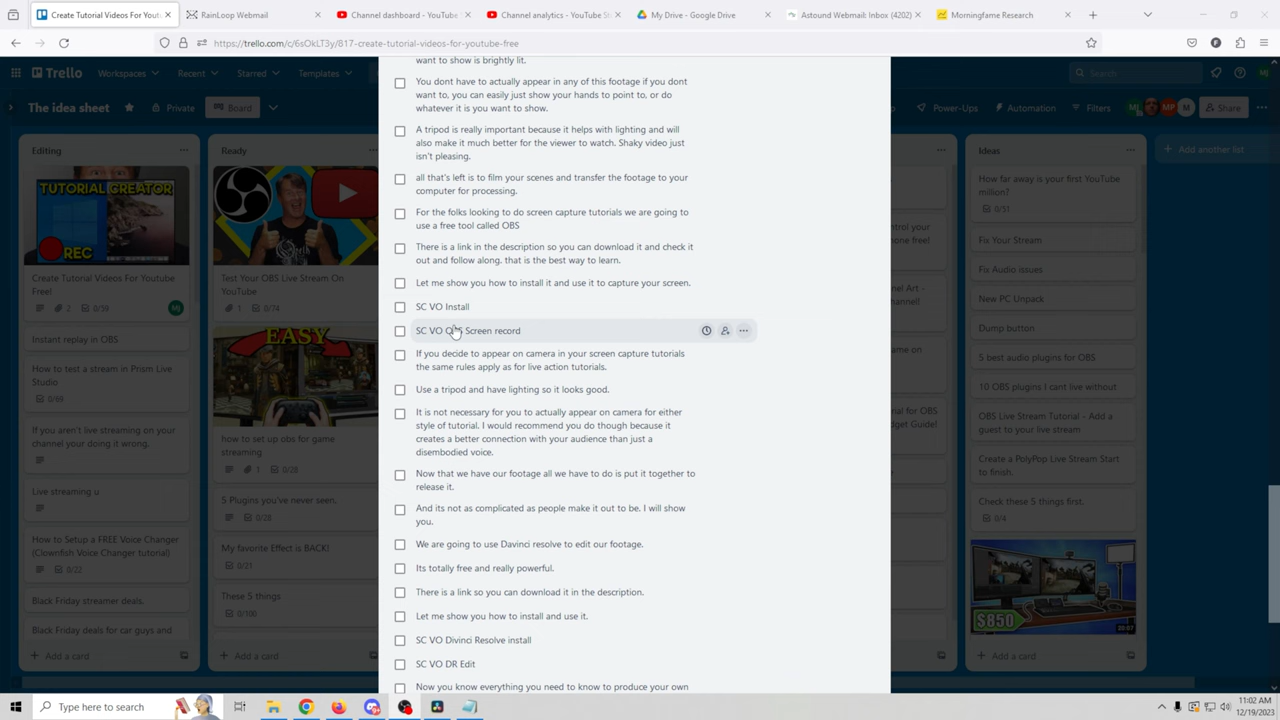 Create Tutorial Videos For Yout
RainLoop Webmail
Channel dashboard - YouTube
Channel analytics - YouTube St
My Drive - Google Drive
Astound Webmail: Inbox (4202)
Morningfame Research
https://trello.com/c/6sOkLT3y/817-create-tutorial-videos-for-youtube-free
Trello
Workspaces
Recent
Starred
Templates
Search
The idea sheet
Private
Board
Power-Ups
Automation
Filters
Share
Editing
TUTORIAL CREATOR
REC
Create Tutorial Videos For Youtube
Free!
2
0/59
MJ
Instant replay in OBS
How to test a stream in Prism Live
Studio
0/69
If you aren't live streaming on your
channel your doing it wrong.
Live streaming u
How to Setup a FREE Voice Changer
(Clownfish Voice Changer tutorial)
0/22
Black Friday streamer deals.
Black Friday deals for car guys and
Add a card
Ready
Test Your OBS Live Stream On
0/18
EASY
how to set up obs for game
streaming
1
0/28
5 Plugins you've never seen.
0/28
My favorite Effect is BACK!
0/21
These 5 things
0/100
Add a card
want to show is brightly lit.
You dont have to actually appear in any of this footage if you dont
want to, you can easily just show your hands to point to, or do
whatever it is you want to show.
A tripod is really important because it helps with lighting and will
also make it much better for the viewer to watch. Shaky video just
isn't pleasing.
all that's left is to film your scenes and transfer the footage to your
computer for processing.
For the folks looking to do screen capture tutorials we are going to
use a free tool called OBS
There is a link in the description so you can download it and check it
out and follow along. that is the best way to learn.
Let me show you how to install it and use it to capture your screen.
SC VO Install
SC VO OBS Screen record
If you decide to appear on camera in your screen capture tutorials
the same rules apply as for live action tutorials.
Use a tripod and have lighting so it looks good.
It is not necessary for you to actually appear on camera for either
style of tutorial. I would recommend you do though because it
creates a better connection with your audience than just a
disembodied voice.
Now that we have our footage all we have to do is put it together to
release it.
And its not as complicated as people make it out to be. I will show
you.
We are going to use Davinci resolve to edit our footage.
Its totally free and really powerful.
There is a link so you can download it in the description.
Let me show you how to install and use it.
SC VO Divinci Resolve install
SC VO DR Edit
Now you know everything you need to know to produce your own
Ideas
How far away is your first YouTube
million?
0/51
Fix Your Stream
Fix Audio issues
New PC Unpack
Dump button
5 best audio plugins for OBS
10 OBS plugins I cant live without
OBS Live Stream Tutorial - Add a
guest to your live stream
Create a PolyPop Live Stream Start
to finish.
Check these 5 things first.
0/4
$850
20:07
Add a card
Add another list
Type here to search
11:02 AM
12/19/2023